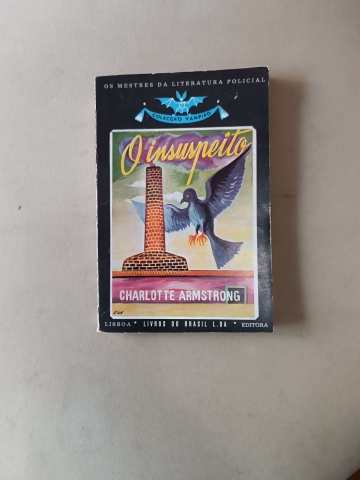 OS MESTRES DA LITERATURA POLICIAL
COLECÇÃO VAMPIRO
O insuspeito
CHARLOTTE ARMSTRONG
LISBOA * LIVROS DO BRASIL L.DA * EDITORA